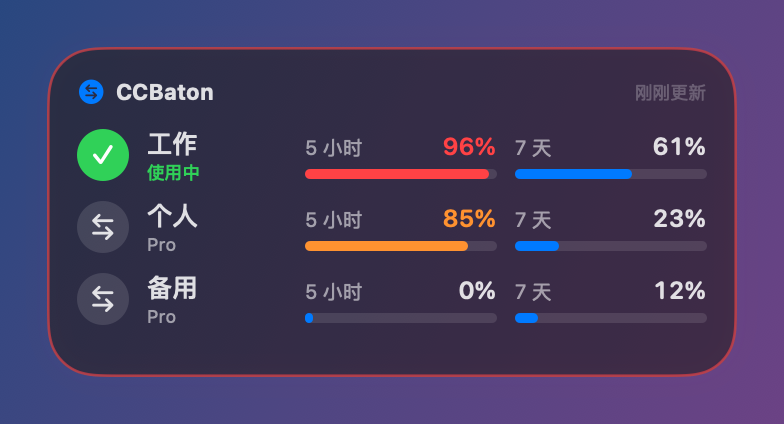 CCBaton 刚刚更新
工作 5 小时 96% 7 天 61%
使用中
个人 5 小时 85% 7 天 23%
Pro
备用 5 小时 0% 7 天 12%
Pro